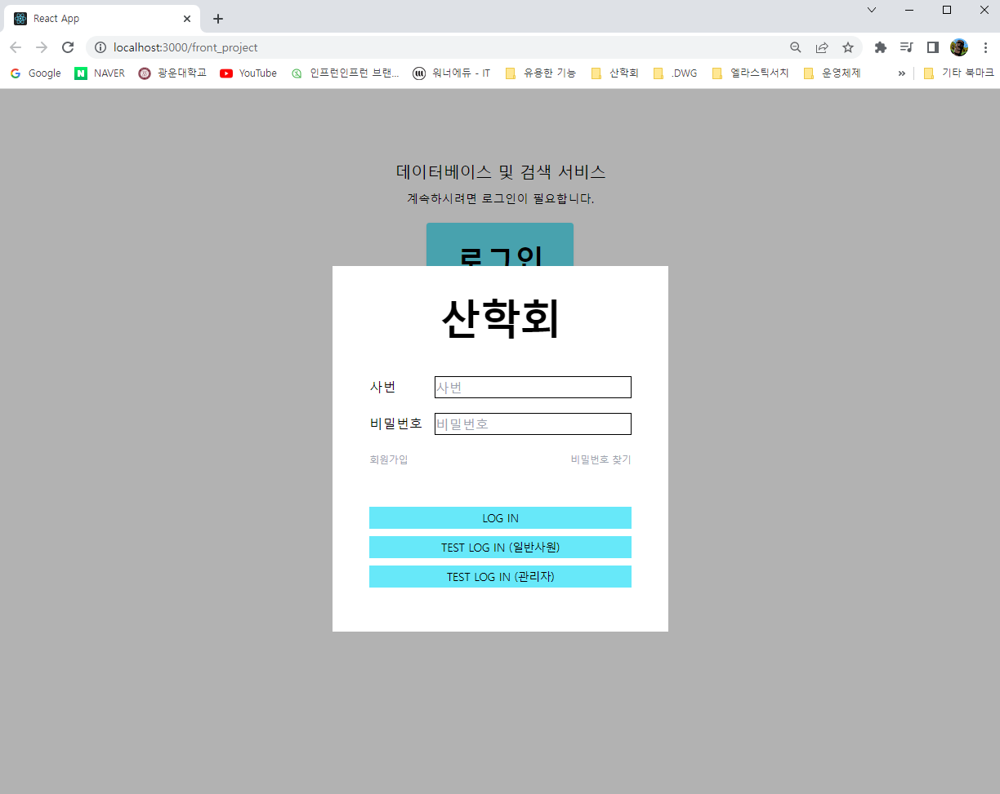 React App
localhost:3000/front_project
Google NAVER 광운대학교 YouTube 인프런인프런 브랜... 워너에듀 - IT 유용한 기능 산학회 .DWG 엘라스틱서치 운영체제 » 기타 북마크
데이터베이스 및 검색 서비스
계속하시려면 로그인이 필요합니다.
로그인
산학회
사번 사번
비밀번호 비밀번호
회원가입 비밀번호 찾기
LOG IN
TEST LOG IN (일반사원)
TEST LOG IN (관리자)